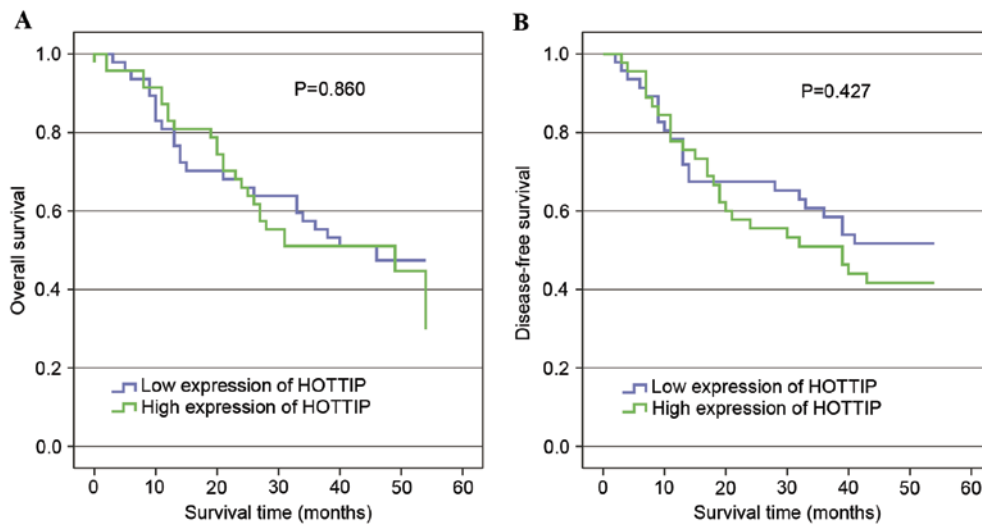 A
Overall survival
1.0
0.8
0.6
0.4
0.2
0.0
P=0.860
Low expression of HOTTIP
High expression of HOTTIP
0 10 20 30 40 50 60
Survival time (months)
B
Disease-free survival
1.0
0.8
0.6
0.4
0.2
0.0
P=0.427
Low expression of HOTTIP
High expression of HOTTIP
0 10 20 30 40 50 60
Survival time (months)